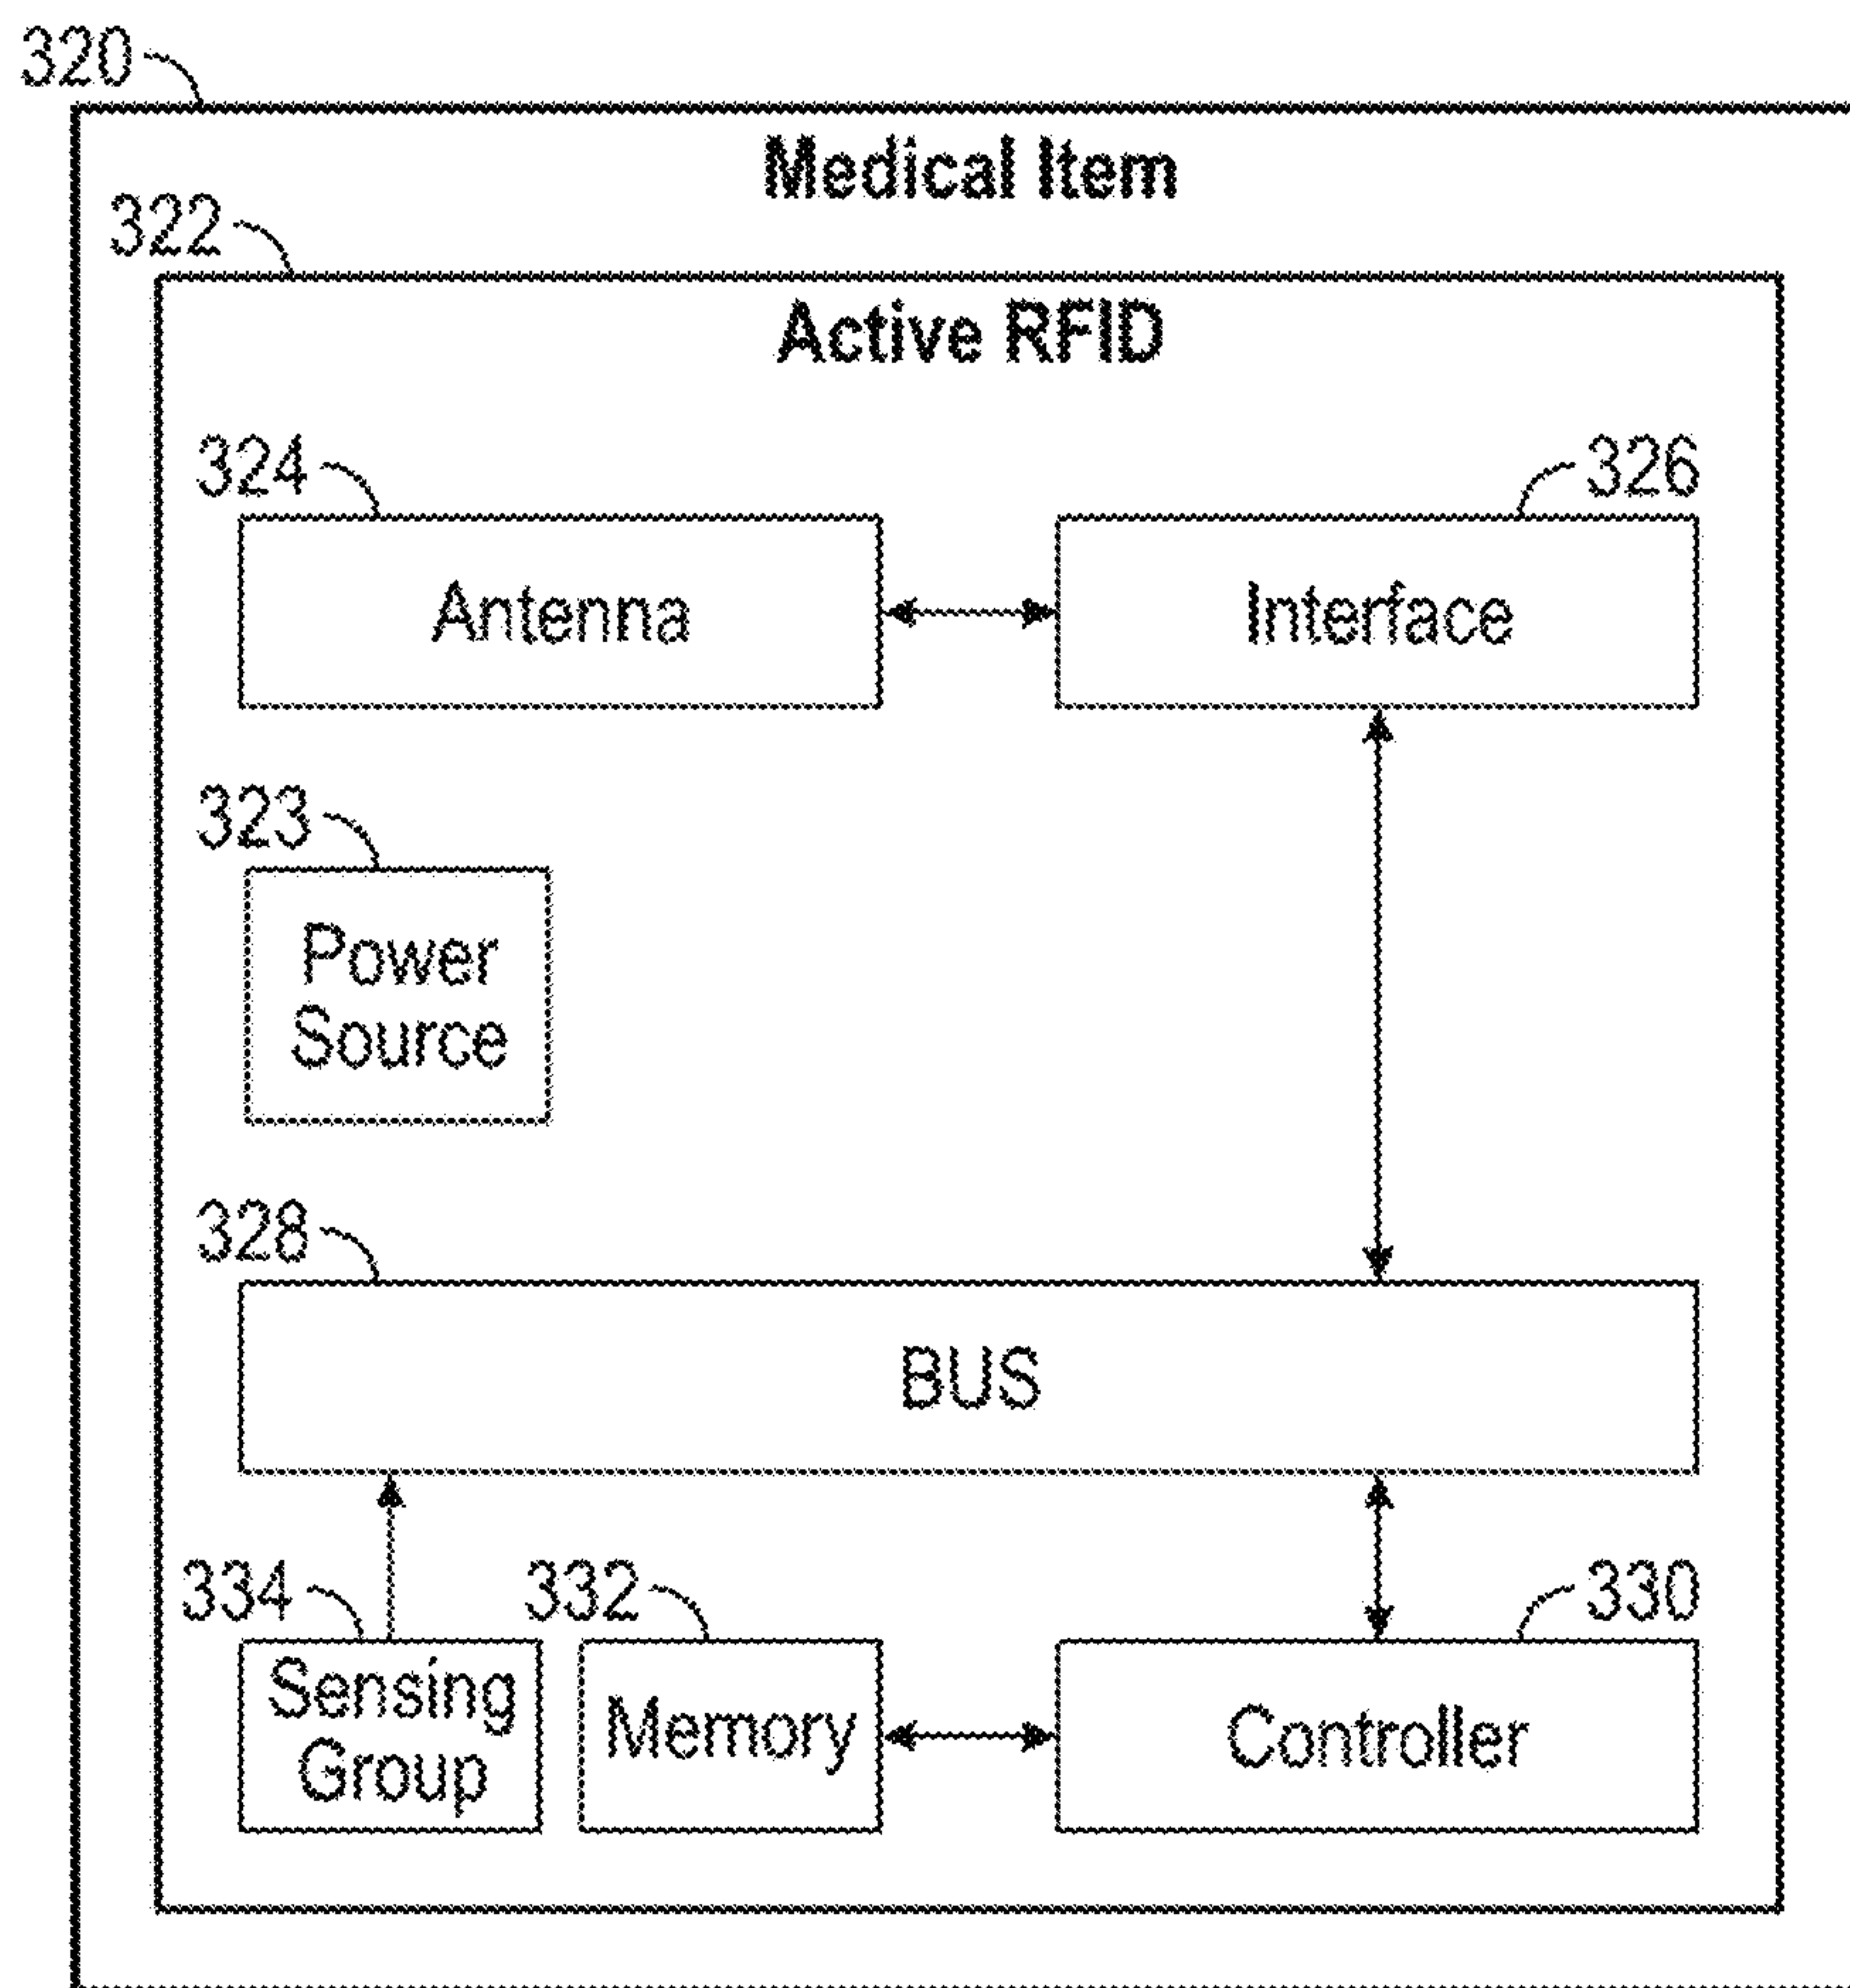 320
Medical Item
322
Active RFID
324
326
Antenna
Interface
323
Power
Source
328
BUS
334
332
330
Sensing
Group
Memory
Controller